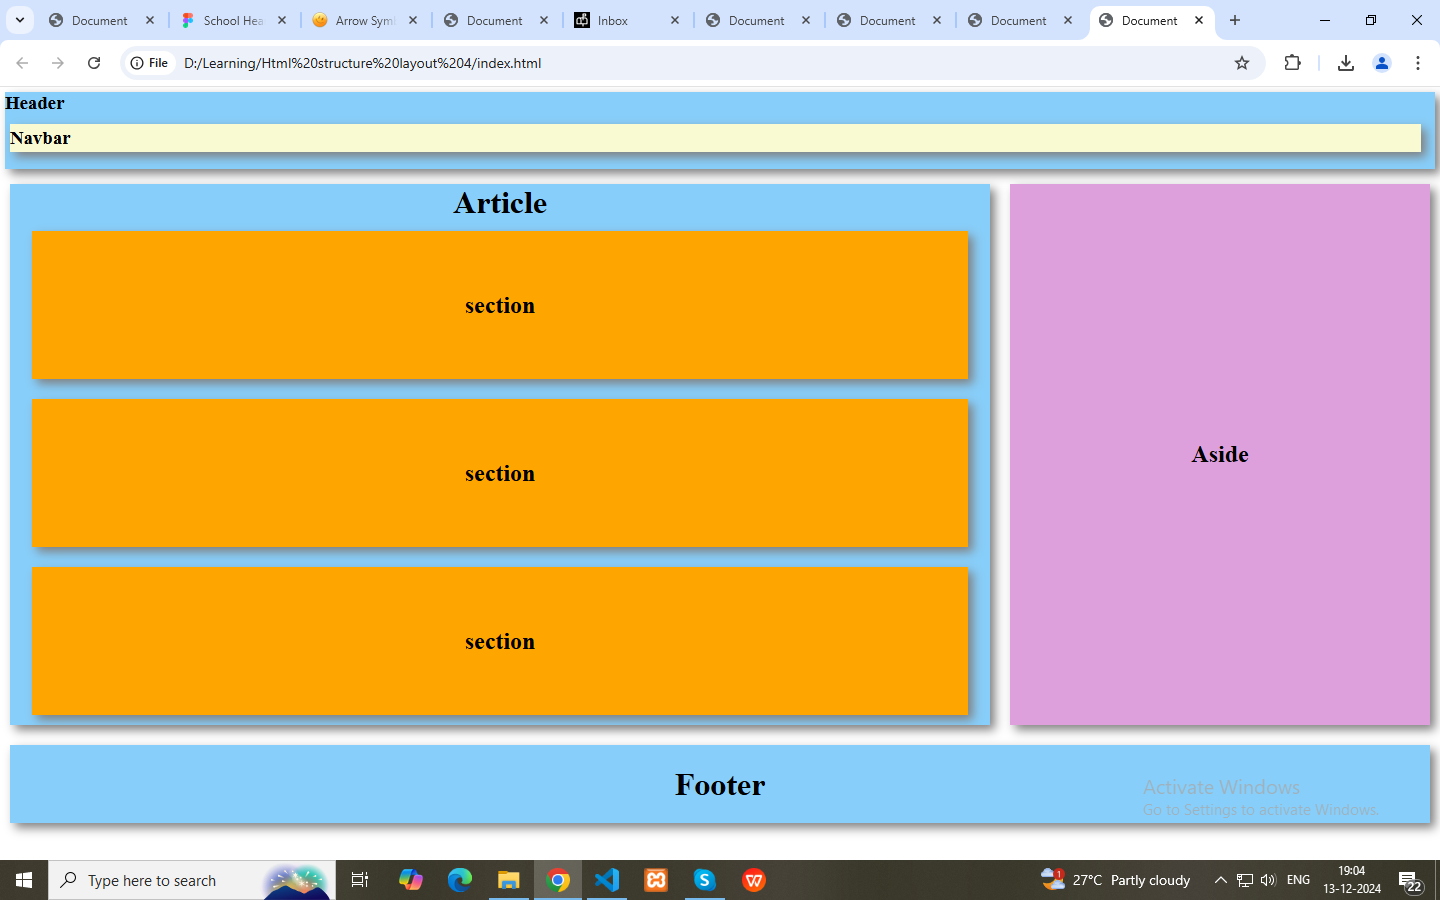 Document
School Hea
Arrow Sym
Document
Inbox
Document
Document
Document
Document
File
D:/Learning/Html%20structure%20layout%204/index.html
Header
Navbar
Article
section
section
section
Aside
Footer
Activate Windows
Go to Settings to activate Windows.
Type here to search
1
27°C Partly cloudy
ENG
19:04
13-12-2024
22